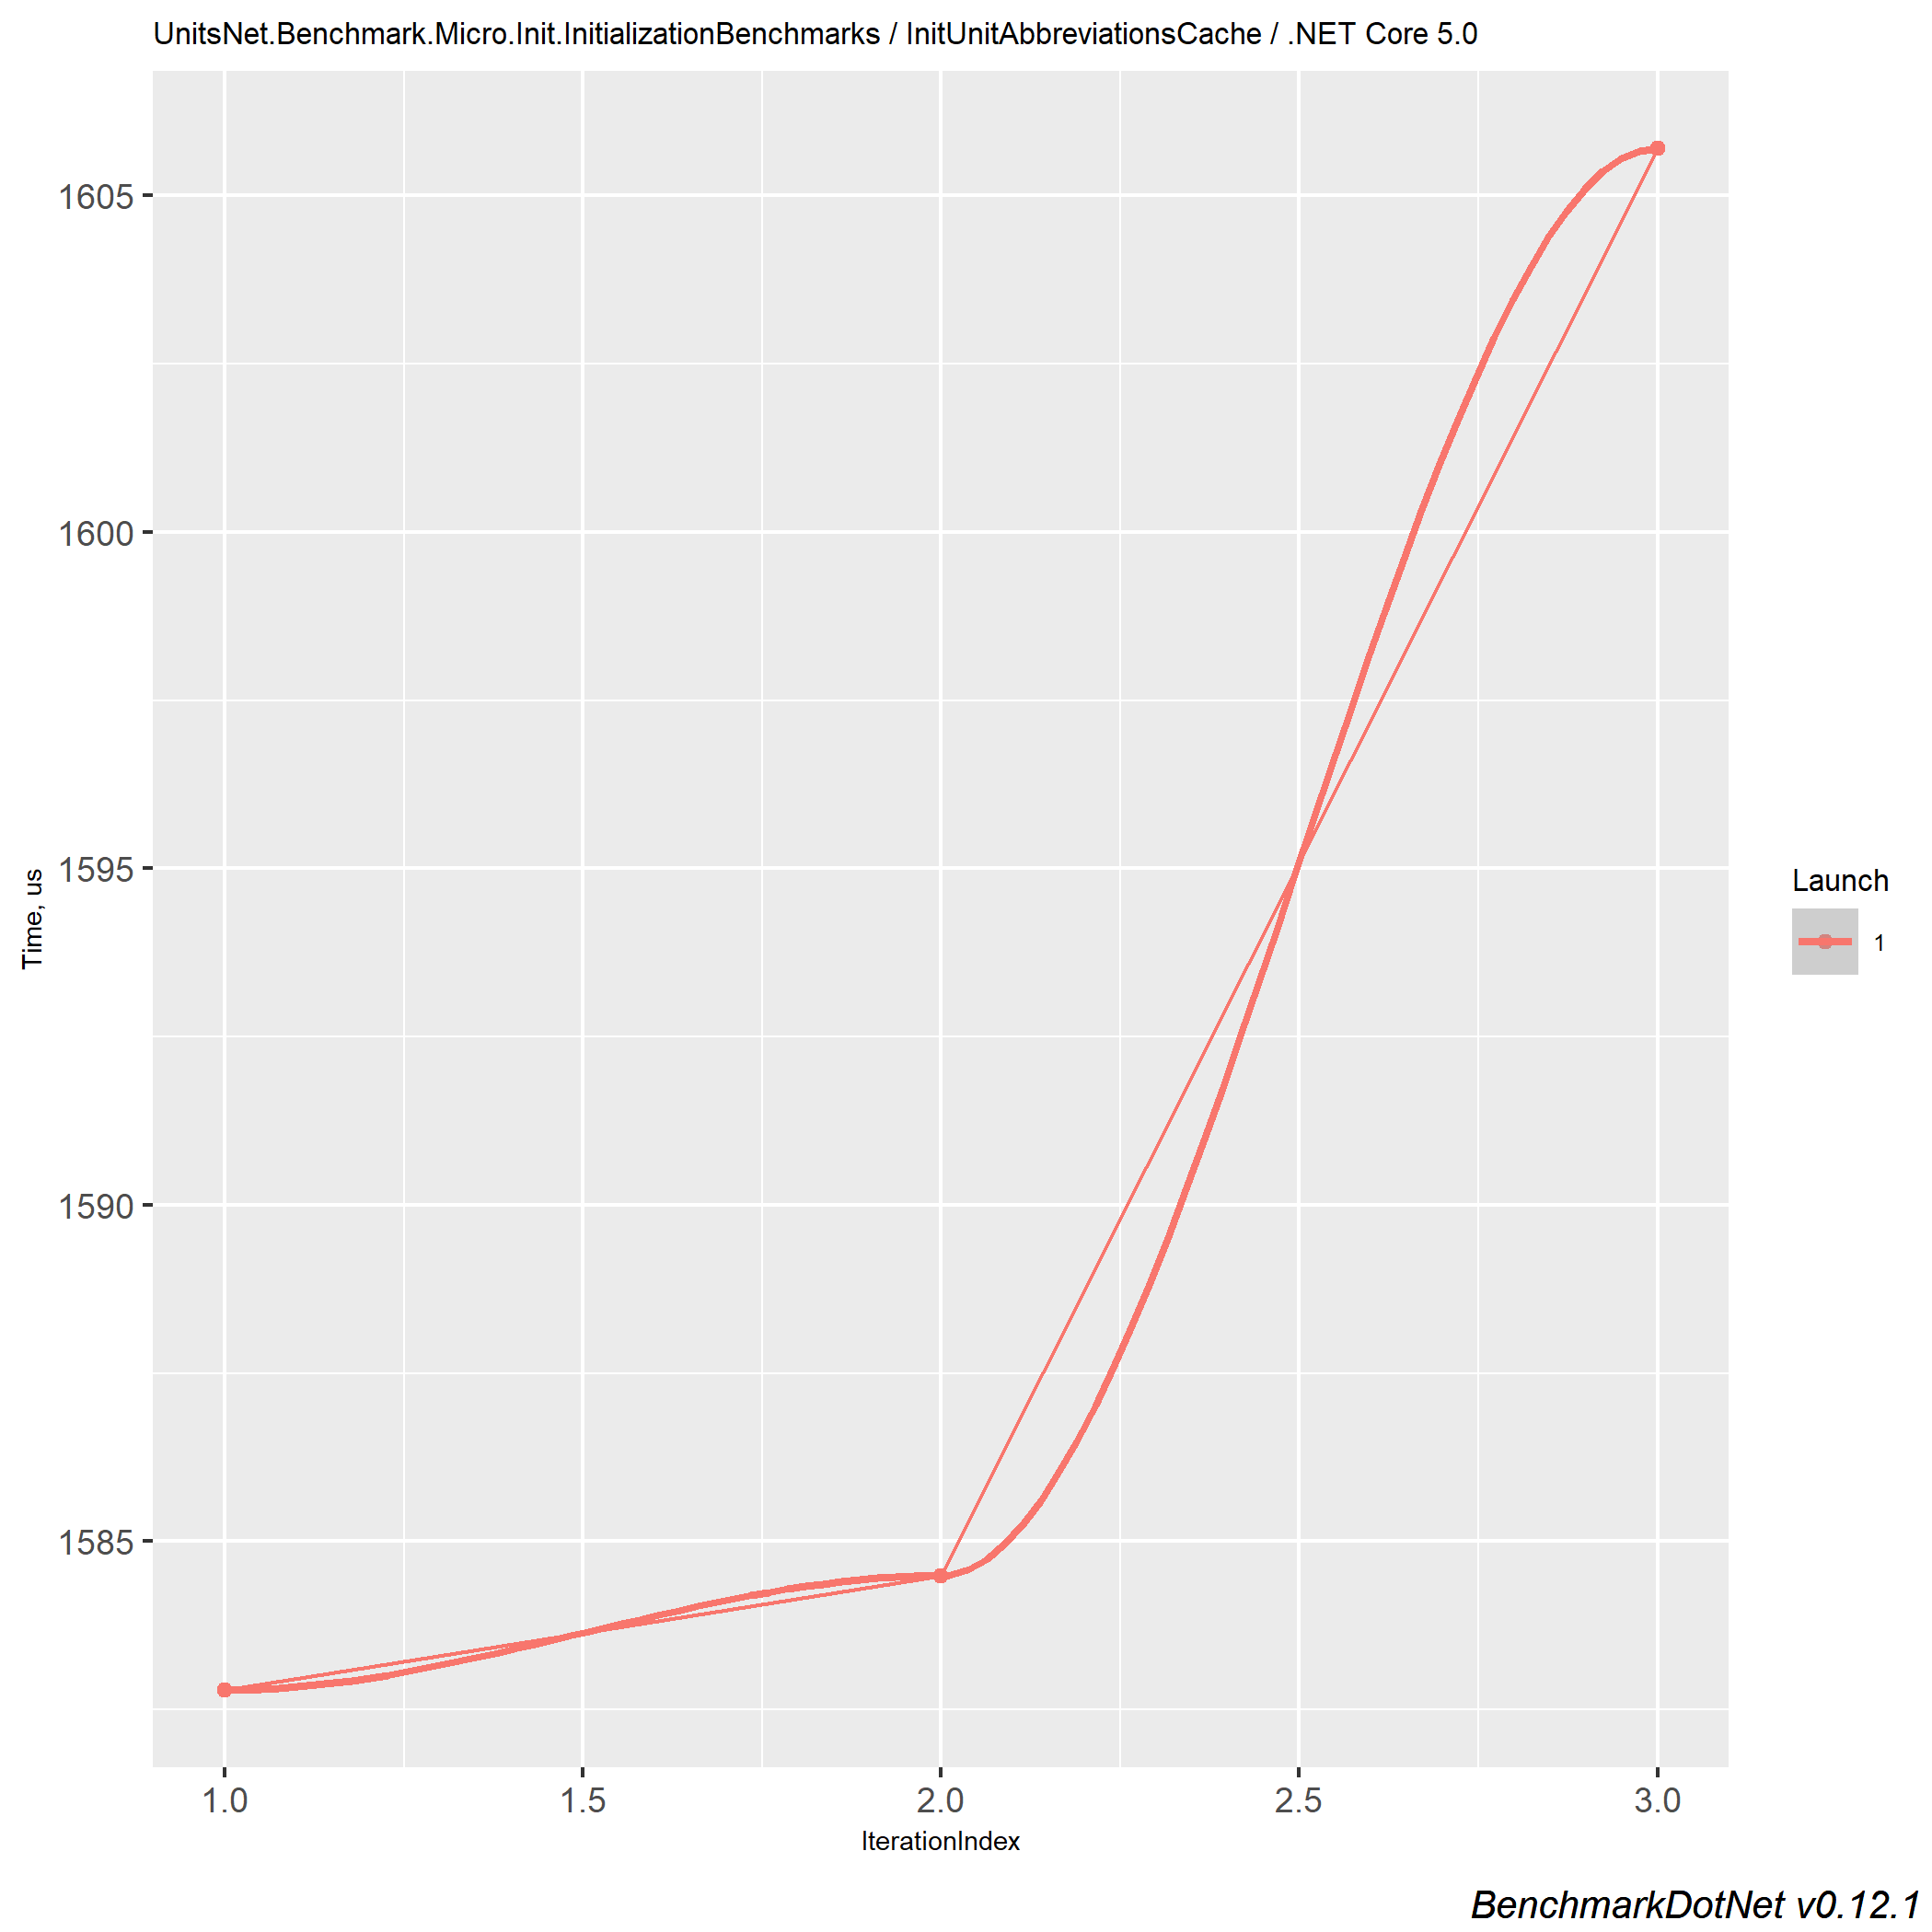 UnitsNet.Benchmark.Micro.Init.InitializationBenchmarks / InitUnitAbbreviationsCache / .NET Core 5.0
1605
1600
1595
1590
1585
Time, us
1.0 1.5 2.0 2.5 3.0
IterationIndex
Launch
1
BenchmarkDotNet v0.12.1